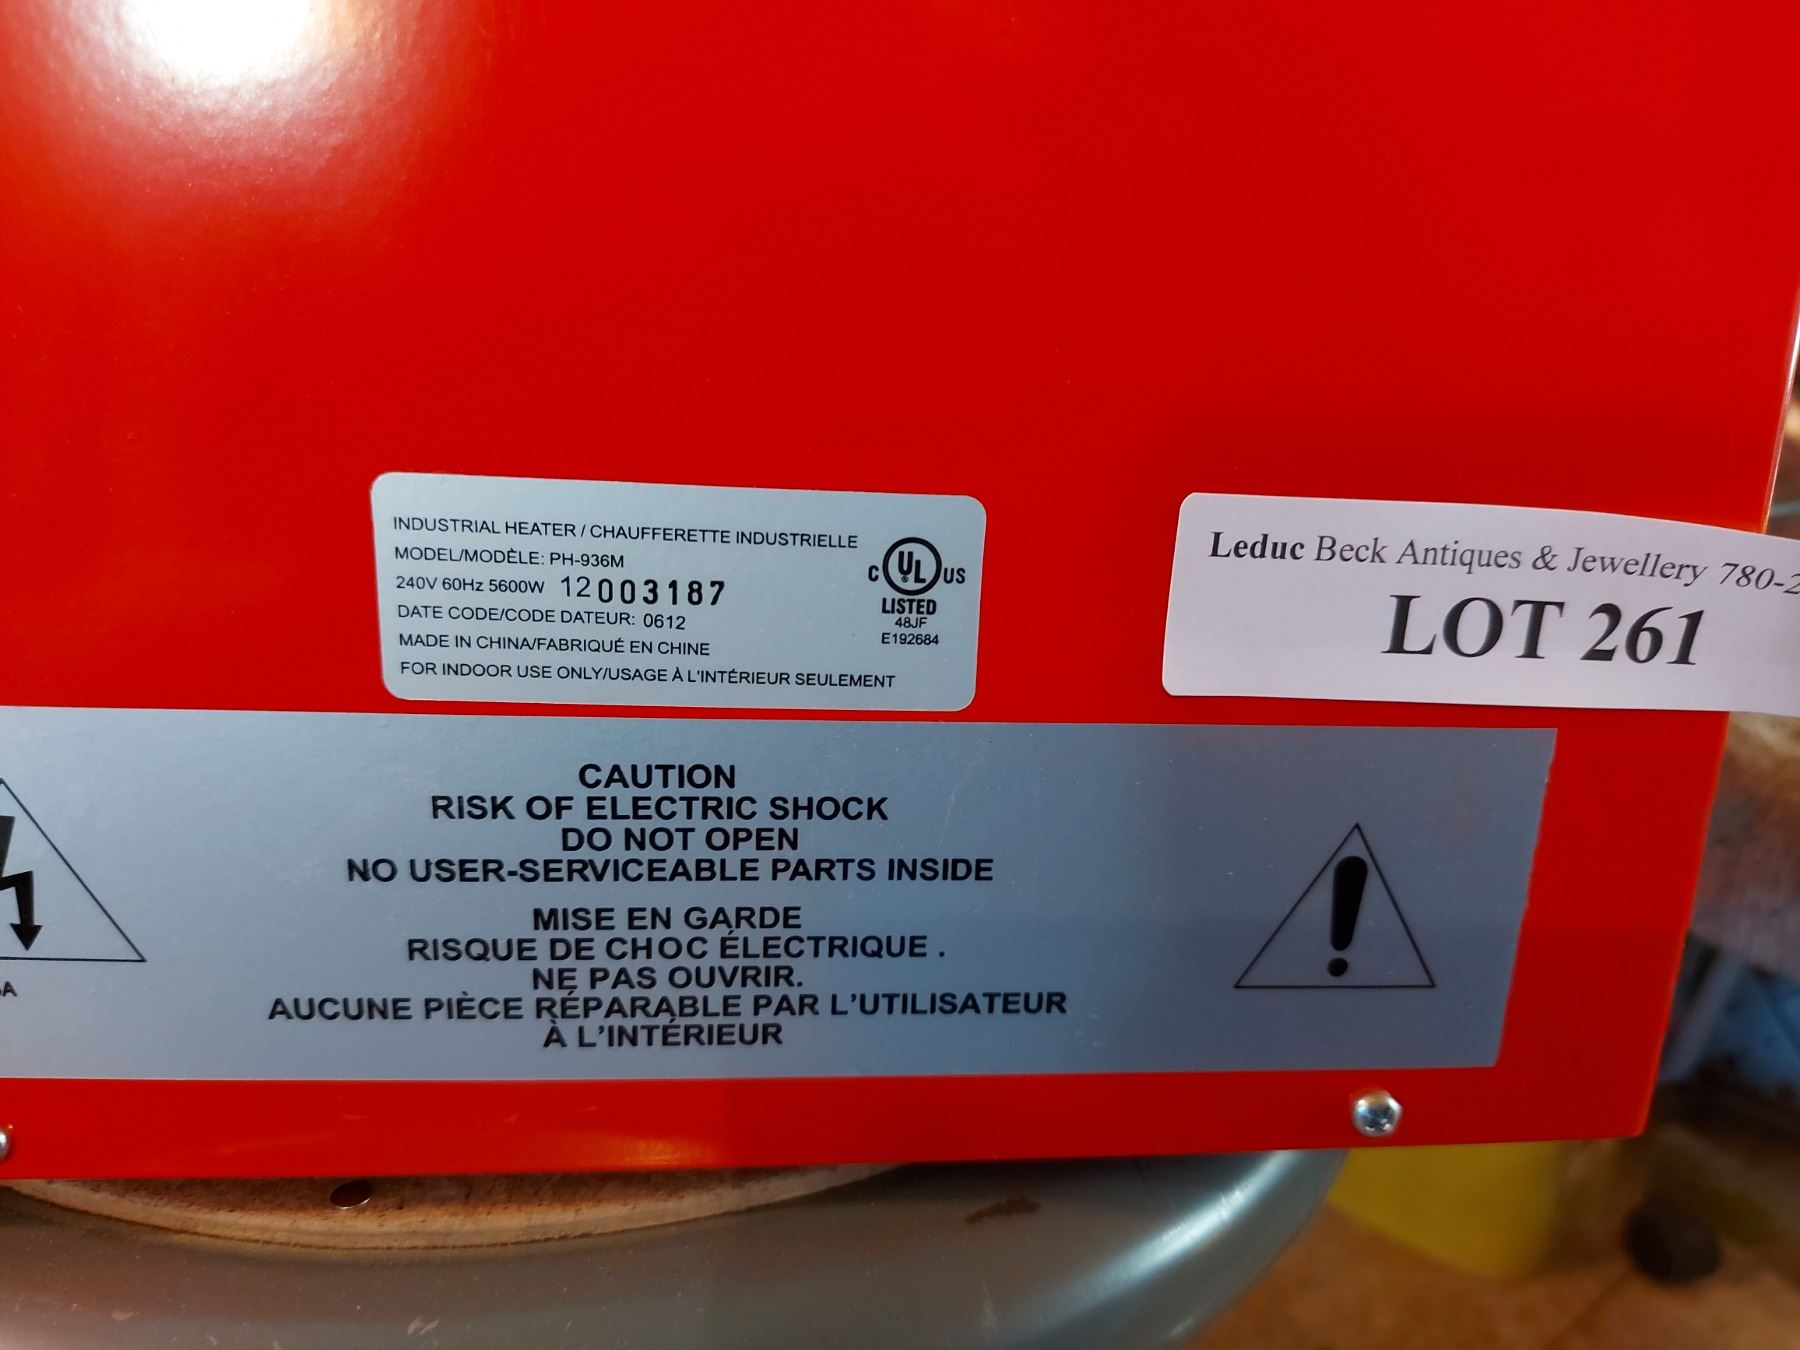 INDUSTRIAL HEATER / CHAUFFERETTE INDUSTRIELLE
MODEL/MODÈLE: PH-936M
240V 60Hz 5600W 12003187
DATE CODE/CODE DATEUR: 0612
MADE IN CHINA/FABRIQUÉ EN CHINE
FOR INDOOR USE ONLY/USAGE À L'INTÉRIEUR SEULEMENT
C UL US
LISTED
48JF
E192684
Leduc Beck Antiques & Jewellery 780-2
LOT 261
CAUTION
RISK OF ELECTRIC SHOCK
DO NOT OPEN
NO USER-SERVICEABLE PARTS INSIDE
MISE EN GARDE
RISQUE DE CHOC ÉLECTRIQUE .
NE PAS OUVRIR.
AUCUNE PIÈCE RÉPARABLE PAR L'UTILISATEUR
À L'INTÉRIEUR